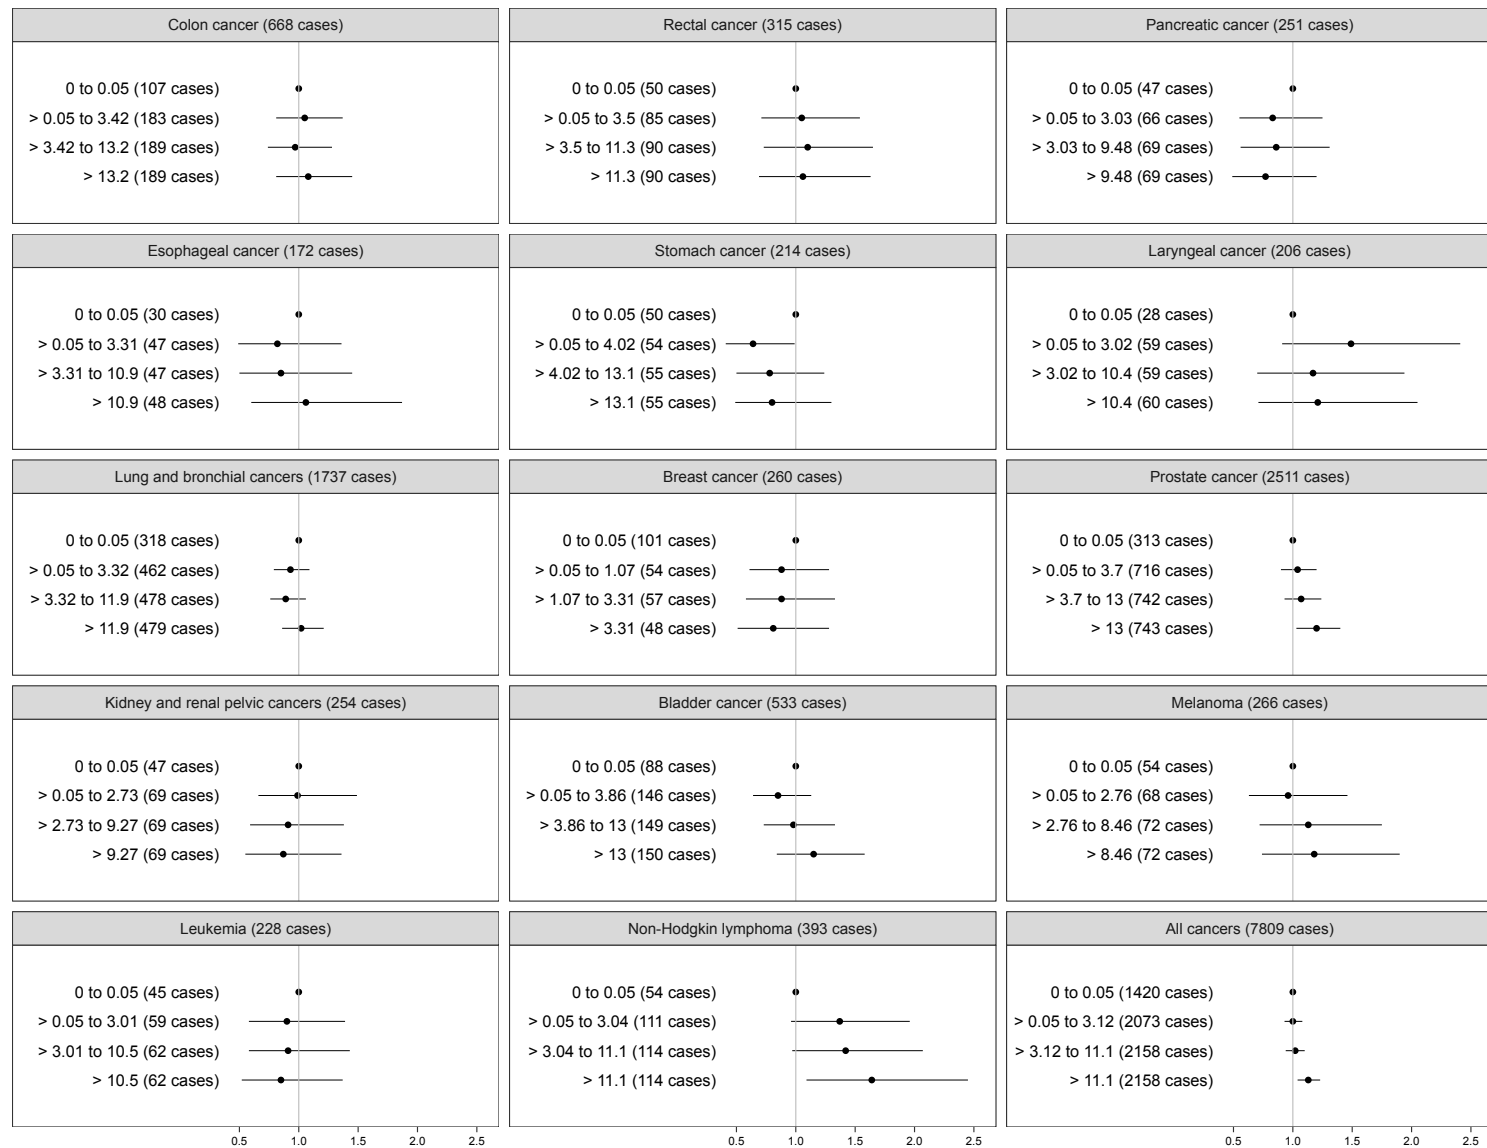 Colon cancer (668 cases)
0 to 0.05 (107 cases)
> 0.05 to 3.42 (183 cases)
> 3.42 to 13.2 (189 cases)
> 13.2 (189 cases)
Rectal cancer (315 cases)
0 to 0.05 (50 cases)
> 0.05 to 3.5 (85 cases)
> 3.5 to 11.3 (90 cases)
> 11.3 (90 cases)
Pancreatic cancer (251 cases)
0 to 0.05 (47 cases)
> 0.05 to 3.03 (66 cases)
> 3.03 to 9.48 (69 cases)
> 9.48 (69 cases)
Esophageal cancer (172 cases)
0 to 0.05 (30 cases)
> 0.05 to 3.31 (47 cases)
> 3.31 to 10.9 (47 cases)
> 10.9 (48 cases)
Stomach cancer (214 cases)
0 to 0.05 (50 cases)
> 0.05 to 4.02 (54 cases)
> 4.02 to 13.1 (55 cases)
> 13.1 (55 cases)
Laryngeal cancer (206 cases)
0 to 0.05 (28 cases)
> 0.05 to 3.02 (59 cases)
> 3.02 to 10.4 (59 cases)
> 10.4 (60 cases)
Lung and bronchial cancers (1737 cases)
0 to 0.05 (318 cases)
> 0.05 to 3.32 (462 cases)
> 3.32 to 11.9 (478 cases)
> 11.9 (479 cases)
Breast cancer (260 cases)
0 to 0.05 (101 cases)
> 0.05 to 1.07 (54 cases)
> 1.07 to 3.31 (57 cases)
> 3.31 (48 cases)
Prostate cancer (2511 cases)
0 to 0.05 (313 cases)
> 0.05 to 3.7 (716 cases)
> 3.7 to 13 (742 cases)
> 13 (743 cases)
Kidney and renal pelvic cancers (254 cases)
0 to 0.05 (47 cases)
> 0.05 to 2.73 (69 cases)
> 2.73 to 9.27 (69 cases)
> 9.27 (69 cases)
Bladder cancer (533 cases)
0 to 0.05 (88 cases)
> 0.05 to 3.86 (146 cases)
> 3.86 to 13 (149 cases)
> 13 (150 cases)
Melanoma (266 cases)
0 to 0.05 (54 cases)
> 0.05 to 2.76 (68 cases)
> 2.76 to 8.46 (72 cases)
> 8.46 (72 cases)
Leukemia (228 cases)
0 to 0.05 (45 cases)
> 0.05 to 3.01 (59 cases)
> 3.01 to 10.5 (62 cases)
> 10.5 (62 cases)
Non-Hodgkin lymphoma (393 cases)
0 to 0.05 (54 cases)
> 0.05 to 3.04 (111 cases)
> 3.04 to 11.1 (114 cases)
> 11.1 (114 cases)
All cancers (7809 cases)
0 to 0.05 (1420 cases)
> 0.05 to 3.12 (2073 cases)
> 3.12 to 11.1 (2158 cases)
> 11.1 (2158 cases)
0.5 1.0 1.5 2.0 2.5
0.5 1.0 1.5 2.0 2.5
0.5 1.0 1.5 2.0 2.5